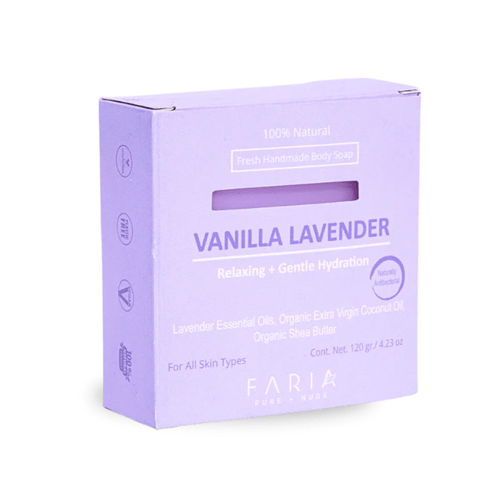 100% Natural
Fresh Handmade Body Soap
VANILLA LAVENDER
Relaxing + Gentle Hydration
Naturally
Antibacterial
Lavender Essential Oils, Organic Extra Virgin Coconut Oil
Organic Shea Butter
For All Skin Types
Cont. Net. 120 gr./ 4.23 oz
FARIA
PURE + NUDE
FREE
100%